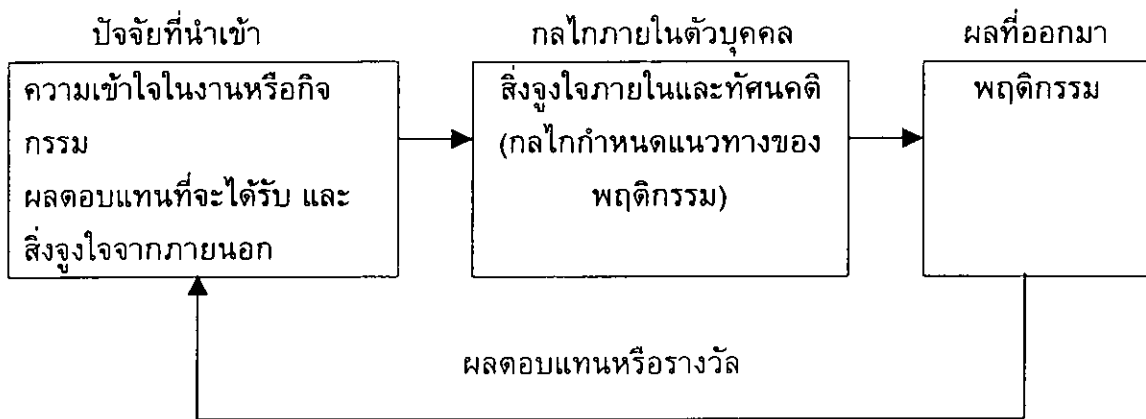 ปัจจัยที่นำเข้า
ความเข้าใจในงานหรือกิจ
กรรม
ผลตอบแทนที่จะได้รับ และ
สิ่งจูงใจจากภายนอก
กลไกภายในตัวบุคคล
สิ่งจูงใจภายในและทัศนคติ
(กลไกกำหนดแนวทางของ
พฤติกรรม)
ผลที่ออกมา
พฤติกรรม
ผลตอบแทนหรือรางวัล